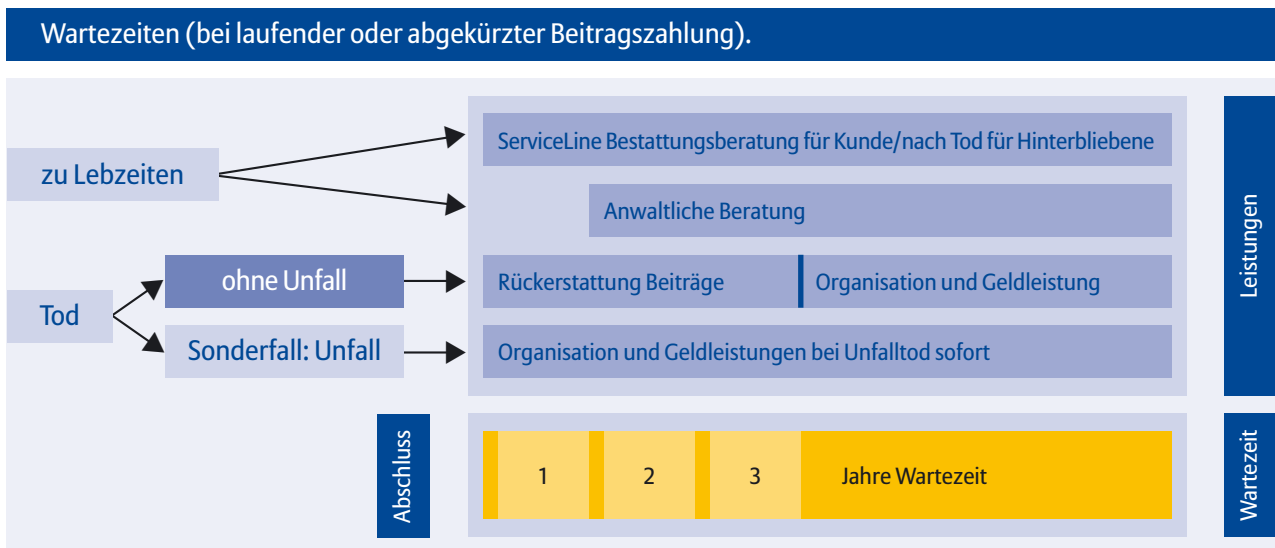 Wartezeiten (bei laufender oder abgekürzter Beitragszahlung).
zu Lebzeiten
ServiceLine Bestattungsberatung für Kunde/nach Tod für Hinterbliebene
Anwaltliche Beratung
Tod
ohne Unfall
Rückerstattung Beiträge
Organisation und Geldleistung
Sonderfall: Unfall
Organisation und Geldleistungen bei Unfalltod sofort
Leistungen
Abschluss
1
2
3
Jahre Wartezeit
Wartezeit